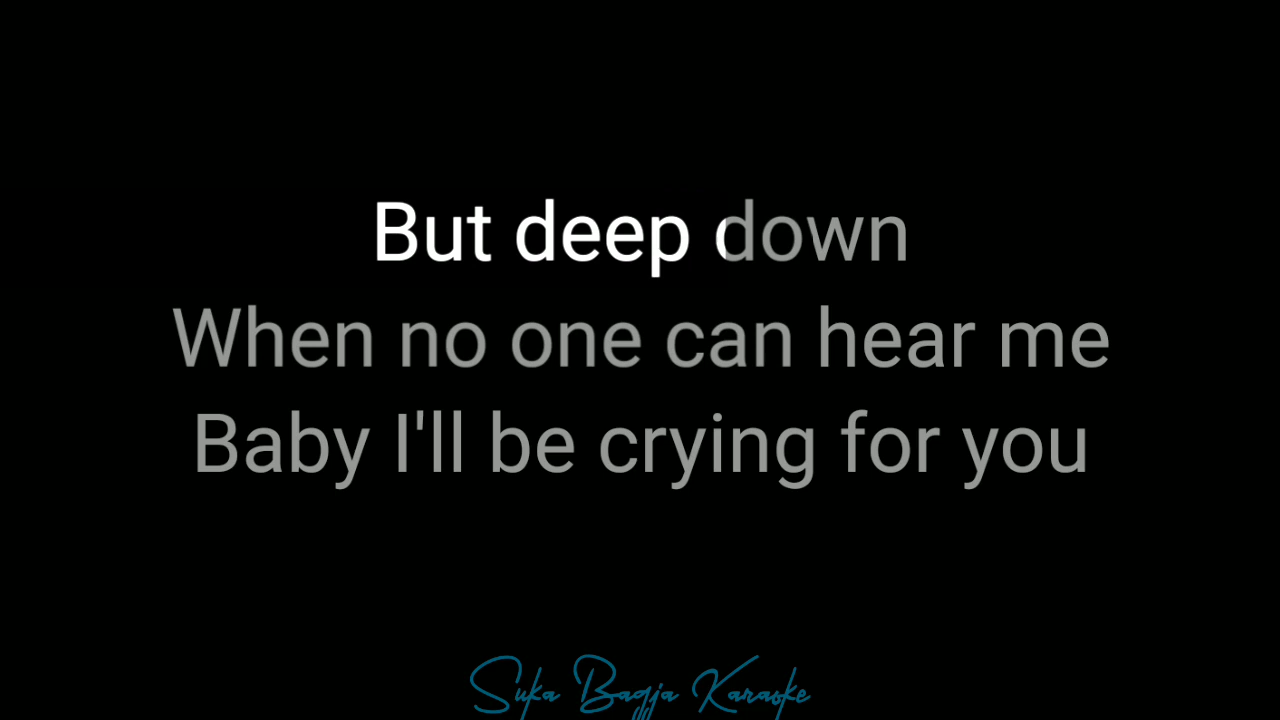 But deep down
When no one can hear me
Baby I'll be crying for you
Suka Bagja Karaoke